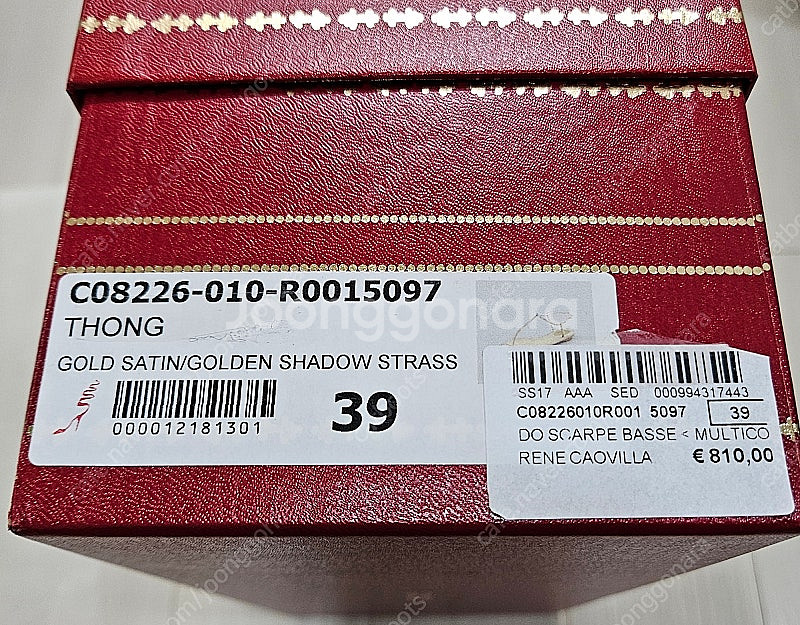 C08226-010-R0015097
THONG
GOLD SATIN/GOLDEN SHADOW STRASS
000012181301
39
SS17 AAA SED 000994317443
C08226010R001 5097 39
DO SCARPE BASSE < MULTICO
RENE CAOVILLA € 810,00
Joonggonara